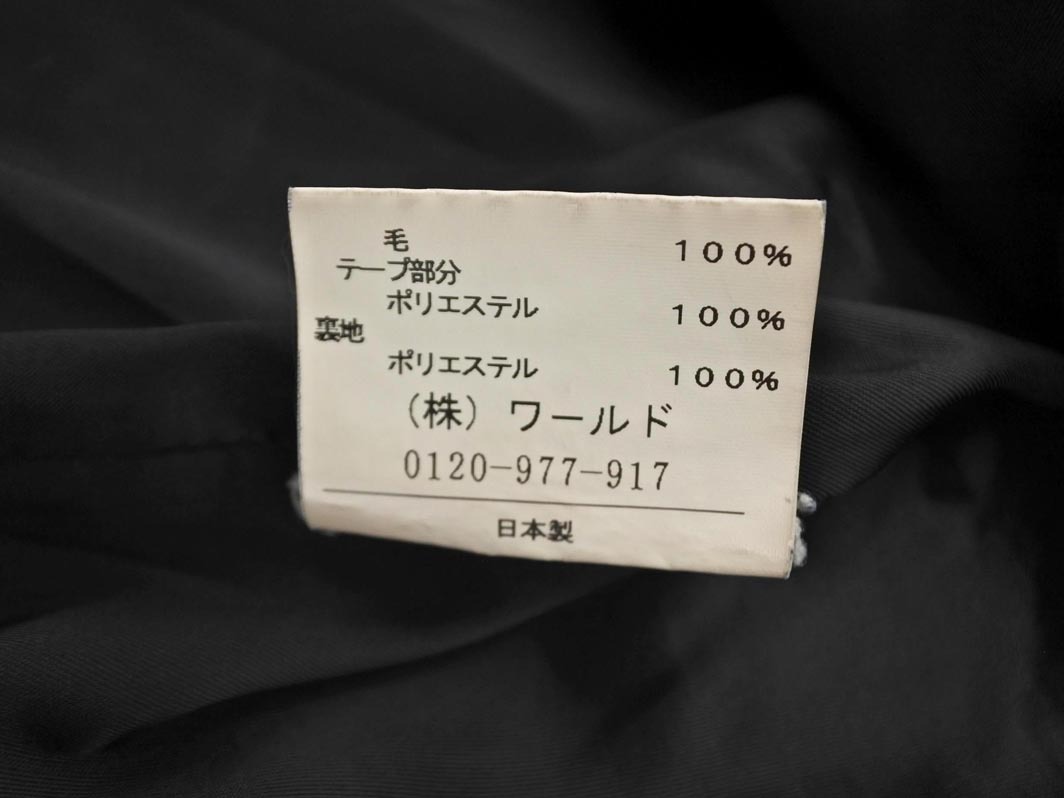 毛 100%
テープ部分
ポリエステル 100%
裏地
ポリエステル 100%
(株)ワールド
0120-977-917
日本製